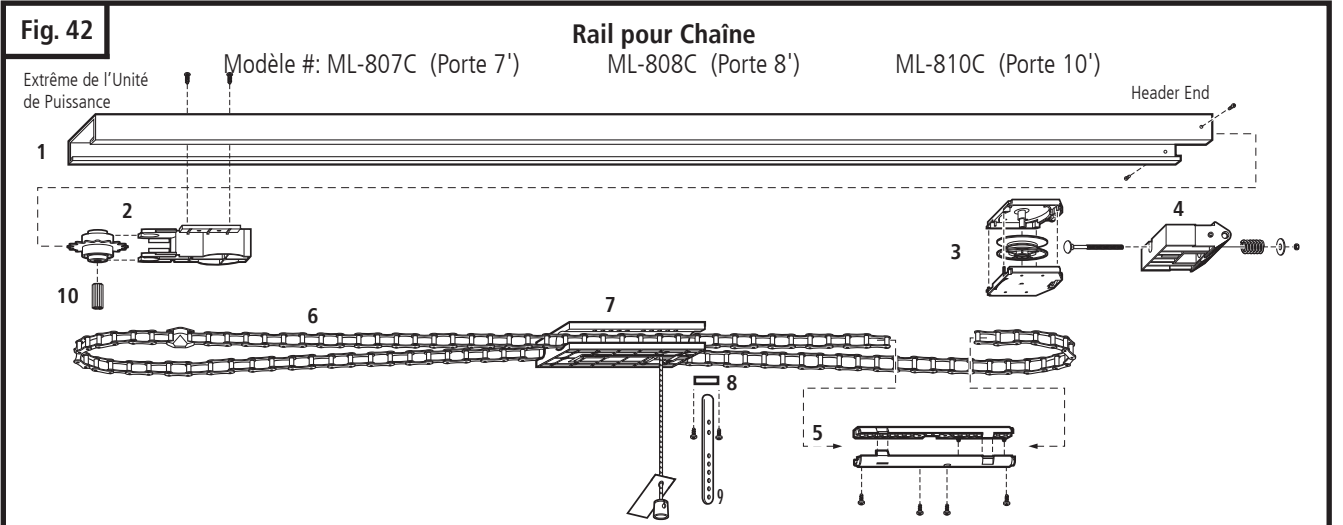 Fig. 42
Rail pour Chaîne
Modèle #: ML-807C (Porte 7') ML-808C (Porte 8') ML-810C (Porte 10')
Extrême de l'Unité
de Puissance
Header End
1
2
3
4
10
6
7
8
5
9